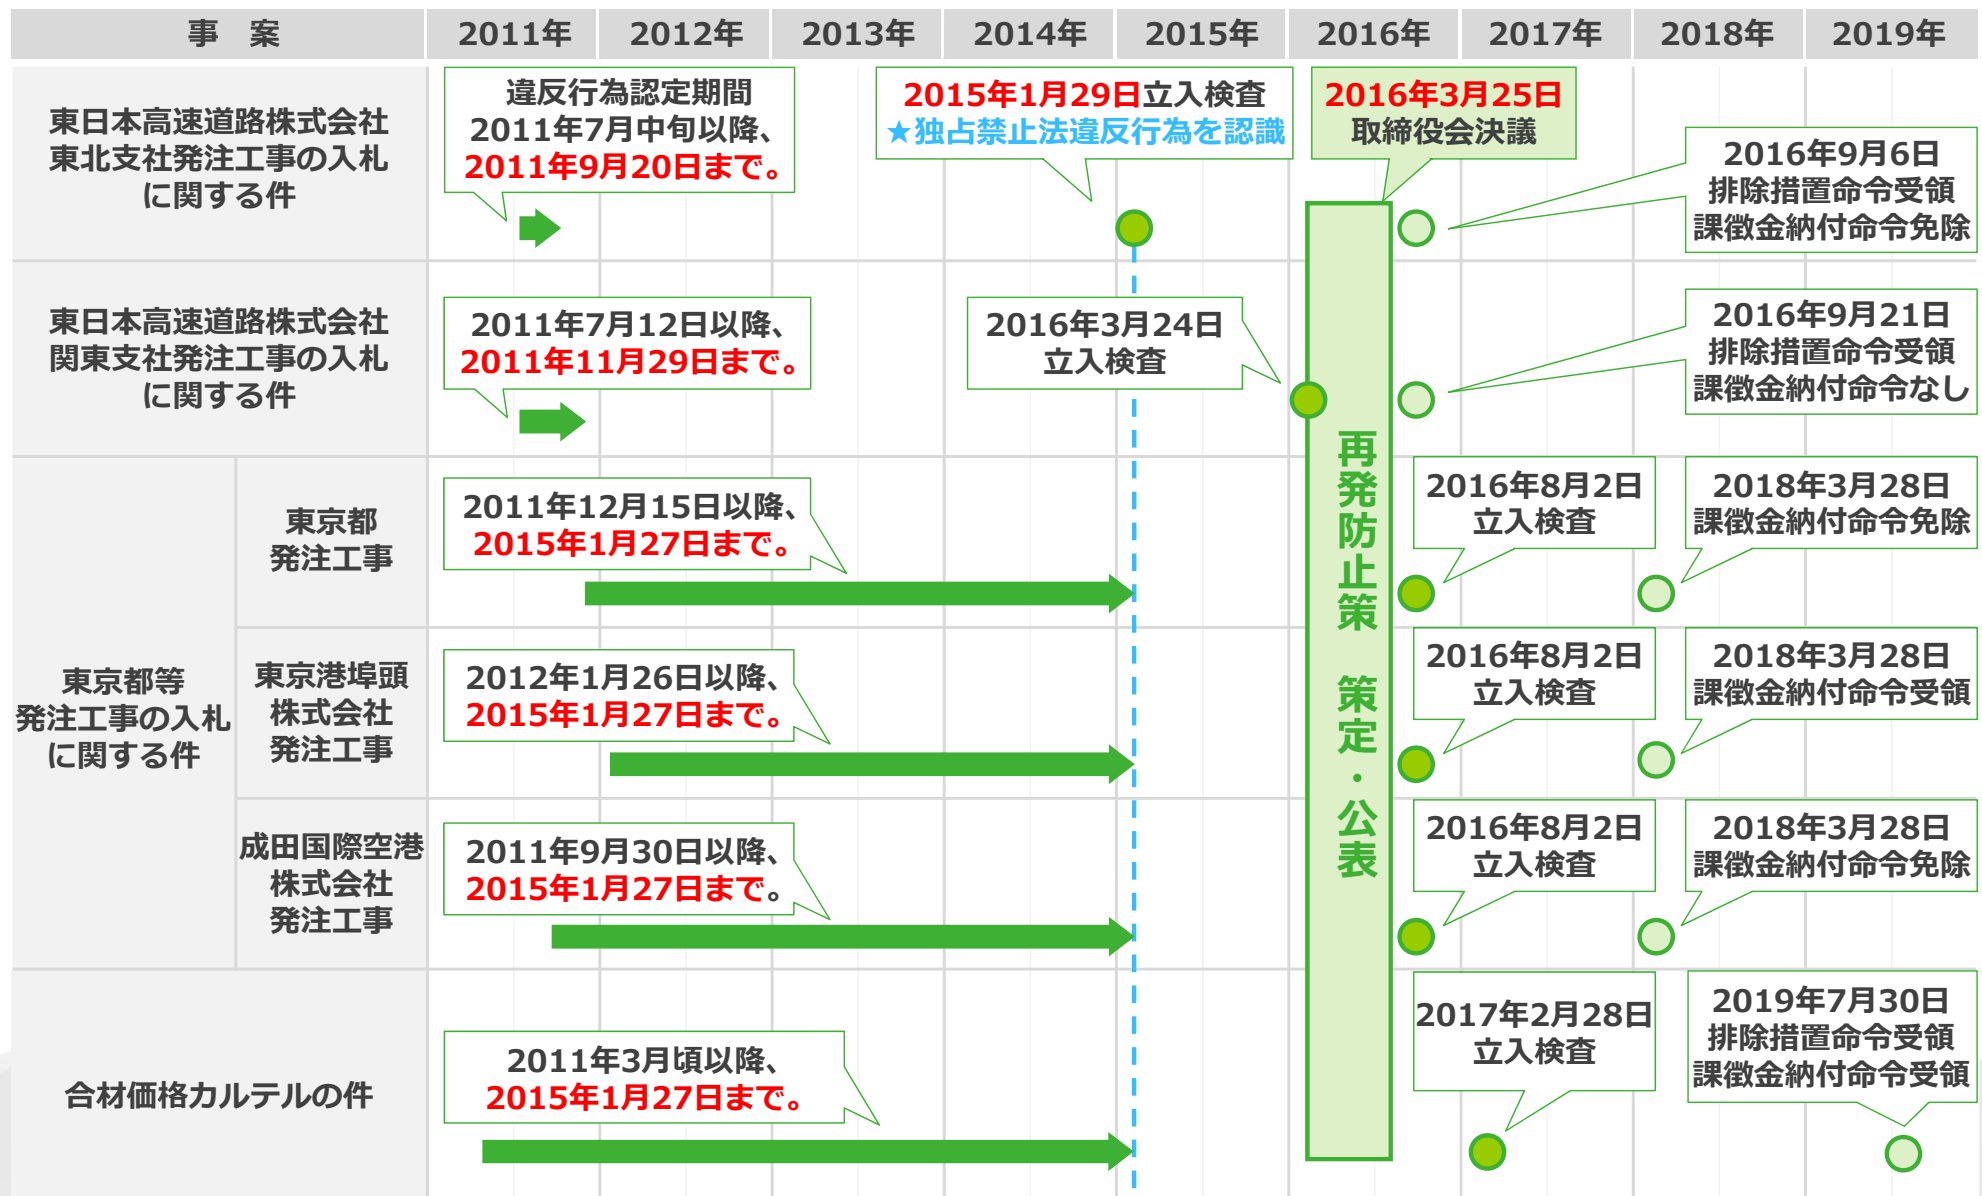 事　案
2011年
2012年
2013年
2014年
2015年
2016年
2017年
2018年
2019年
東日本高速道路株式会社
東北支社発注工事の入札
に関する件
違反行為認定期間
2011年7月中旬以降、
2011年9月20日まで。
2015年1月29日立入検査
★独占禁止法違反行為を認識
2016年3月25日
取締役会決議
2016年9月6日
排除措置命令受領
課徴金納付命令免除
東日本高速道路株式会社
関東支社発注工事の入札
に関する件
2011年7月12日以降、
2011年11月29日まで。
2016年3月24日
立入検査
2016年9月21日
排除措置命令受領
課徴金納付命令なし
再発防止策　策定・公表
東京都等
発注工事の入札
に関する件
東京都
発注工事
2011年12月15日以降、
2015年1月27日まで。
2016年8月2日
立入検査
2018年3月28日
課徴金納付命令免除
東京港埠頭
株式会社
発注工事
2012年1月26日以降、
2015年1月27日まで。
2016年8月2日
立入検査
2018年3月28日
課徴金納付命令受領
成田国際空港
株式会社
発注工事
2011年9月30日以降、
2015年1月27日まで。
2016年8月2日
立入検査
2018年3月28日
課徴金納付命令免除
合材価格カルテルの件
2011年3月頃以降、
2015年1月27日まで。
2017年2月28日
立入検査
2019年7月30日
排除措置命令受領
課徴金納付命令受領